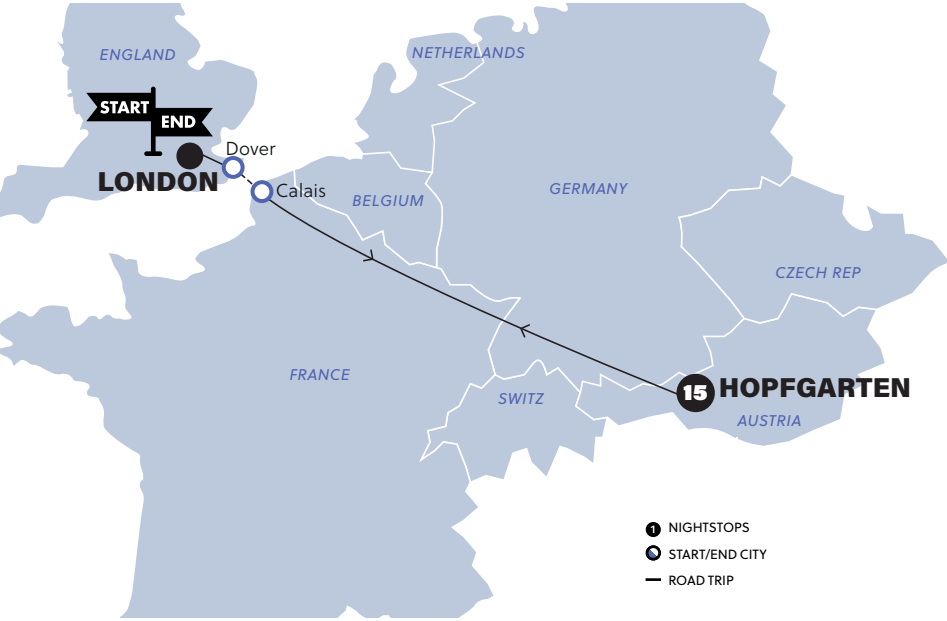 ENGLAND
NETHERLANDS
START
END
Dover
LONDON
Calais
BELGIUM
GERMANY
CZECH REP
FRANCE
SWITZ
15 HOPFGARTEN
AUSTRIA
1 NIGHTSTOPS
START/END CITY
ROAD TRIP